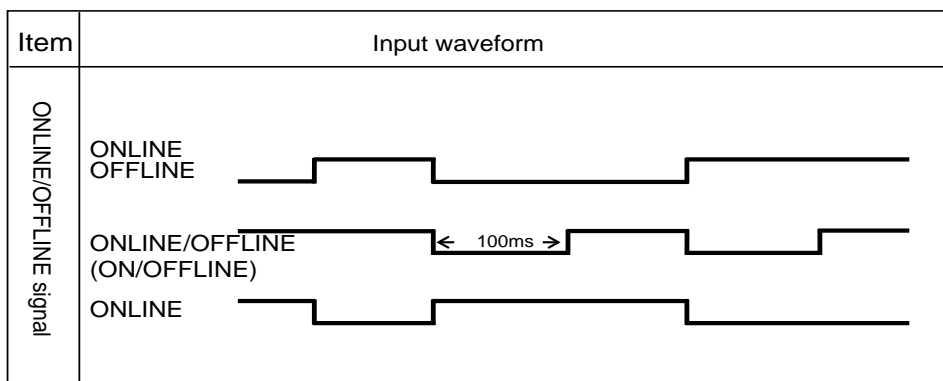 Item
Input waveform
ONLINE/OFFLINE signal
ONLINE
OFFLINE
ONLINE/OFFLINE
(ON/OFFLINE)
100ms
ONLINE